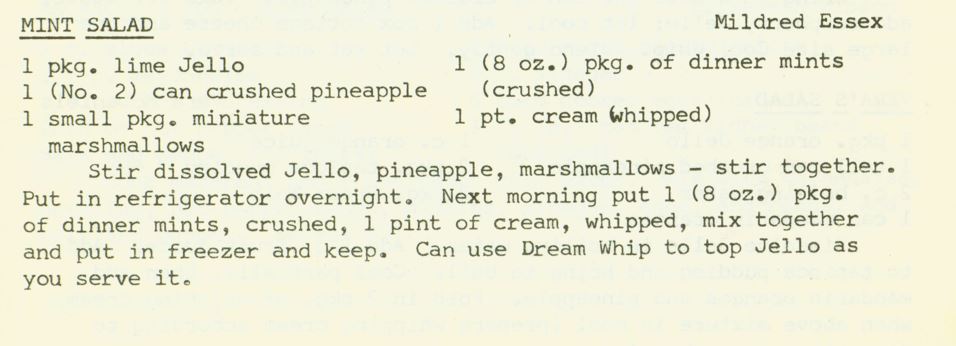 MINT SALAD Mildred Essex
1 pkg. lime Jello 1 (8 oz.) pkg. of dinner mints
1 (No. 2) can crushed pineapple (crushed)
1 small pkg. miniature 1 pt. cream whipped)
marshmallows
Stir dissolved Jello, pineapple, marshmallows - stir together.
Put in refrigerator overnight. Next morning put 1 (8 oz.) pkg.
of dinner mints, crushed, 1 pint of cream, whipped, mix together
and put in freezer and keep. Can use Dream Whip to top Jello as
you serve it.